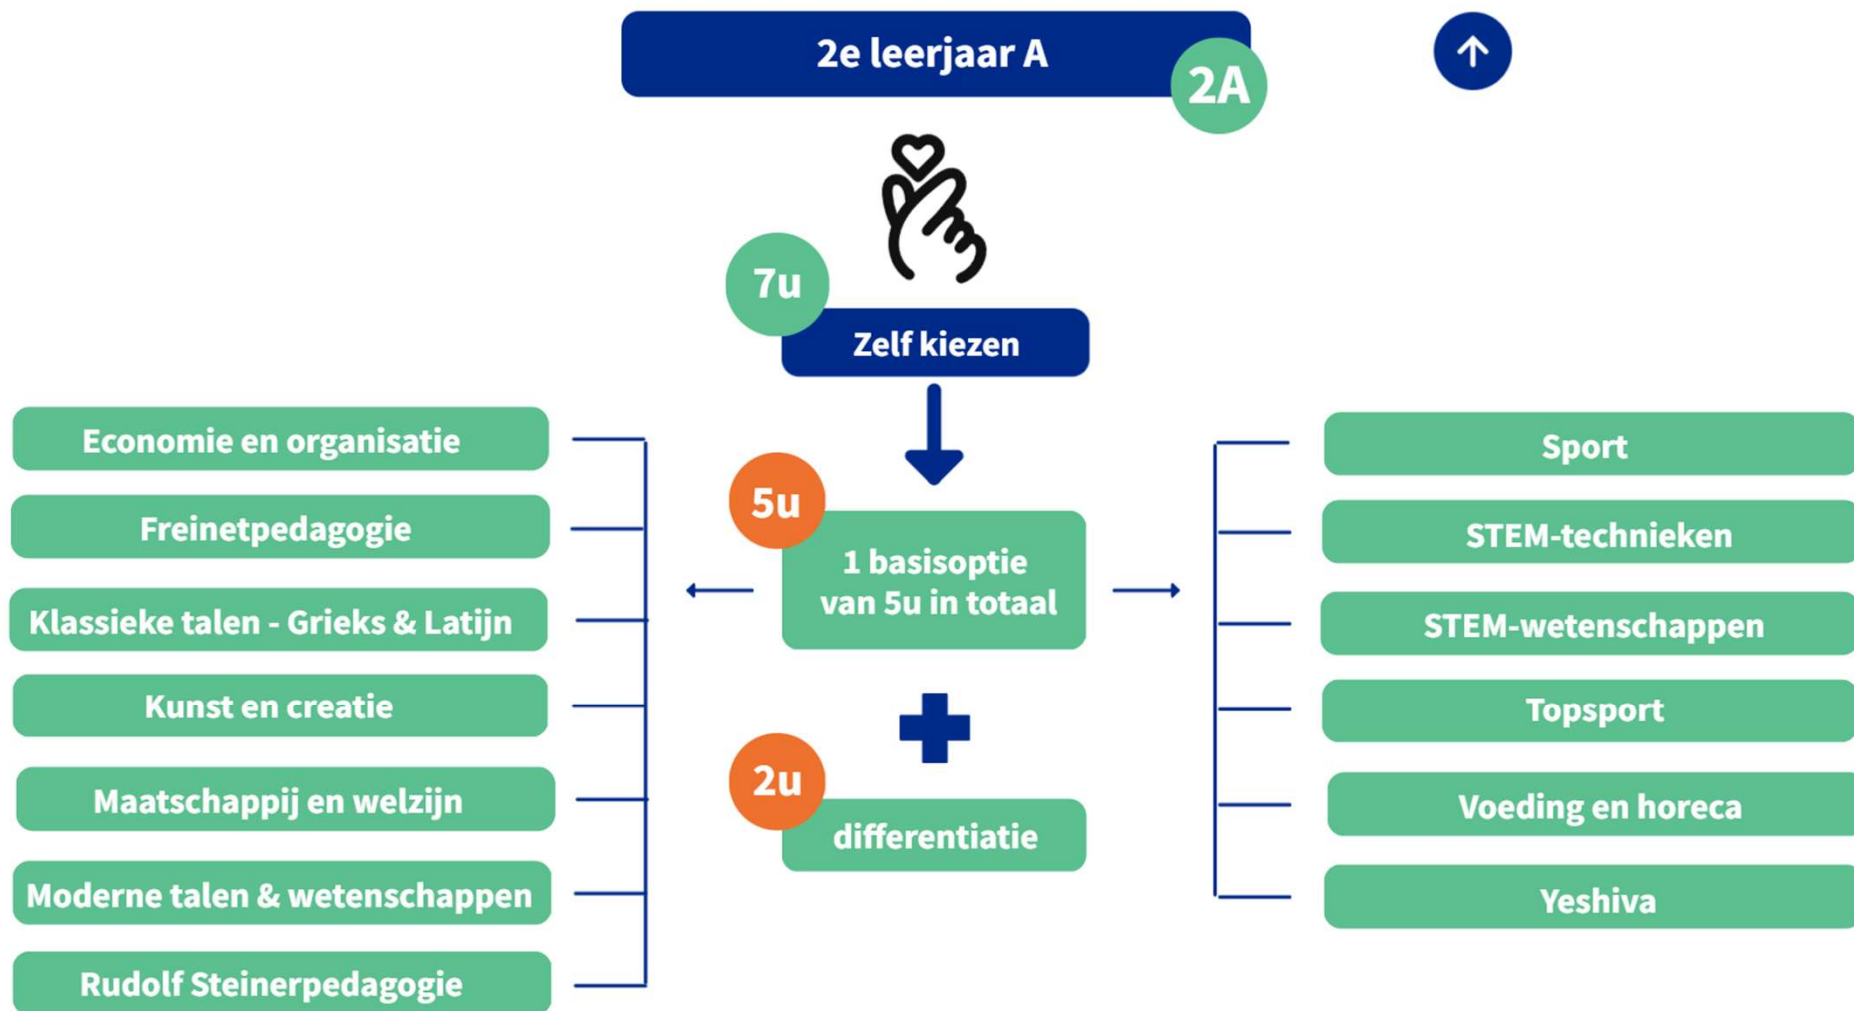 2e leerjaar A
2A
7u
Zelf kiezen
5u
1 basisoptie
van 5u in totaal
2u
differentiatie
Economie en organisatie
Freinetpedagogie
Klassieke talen - Grieks & Latijn
Kunst en creatie
Maatschappij en welzijn
Moderne talen & wetenschappen
Rudolf Steinerpedagogie
Sport
STEM-technieken
STEM-wetenschappen
Topsport
Voeding en horeca
Yeshiva